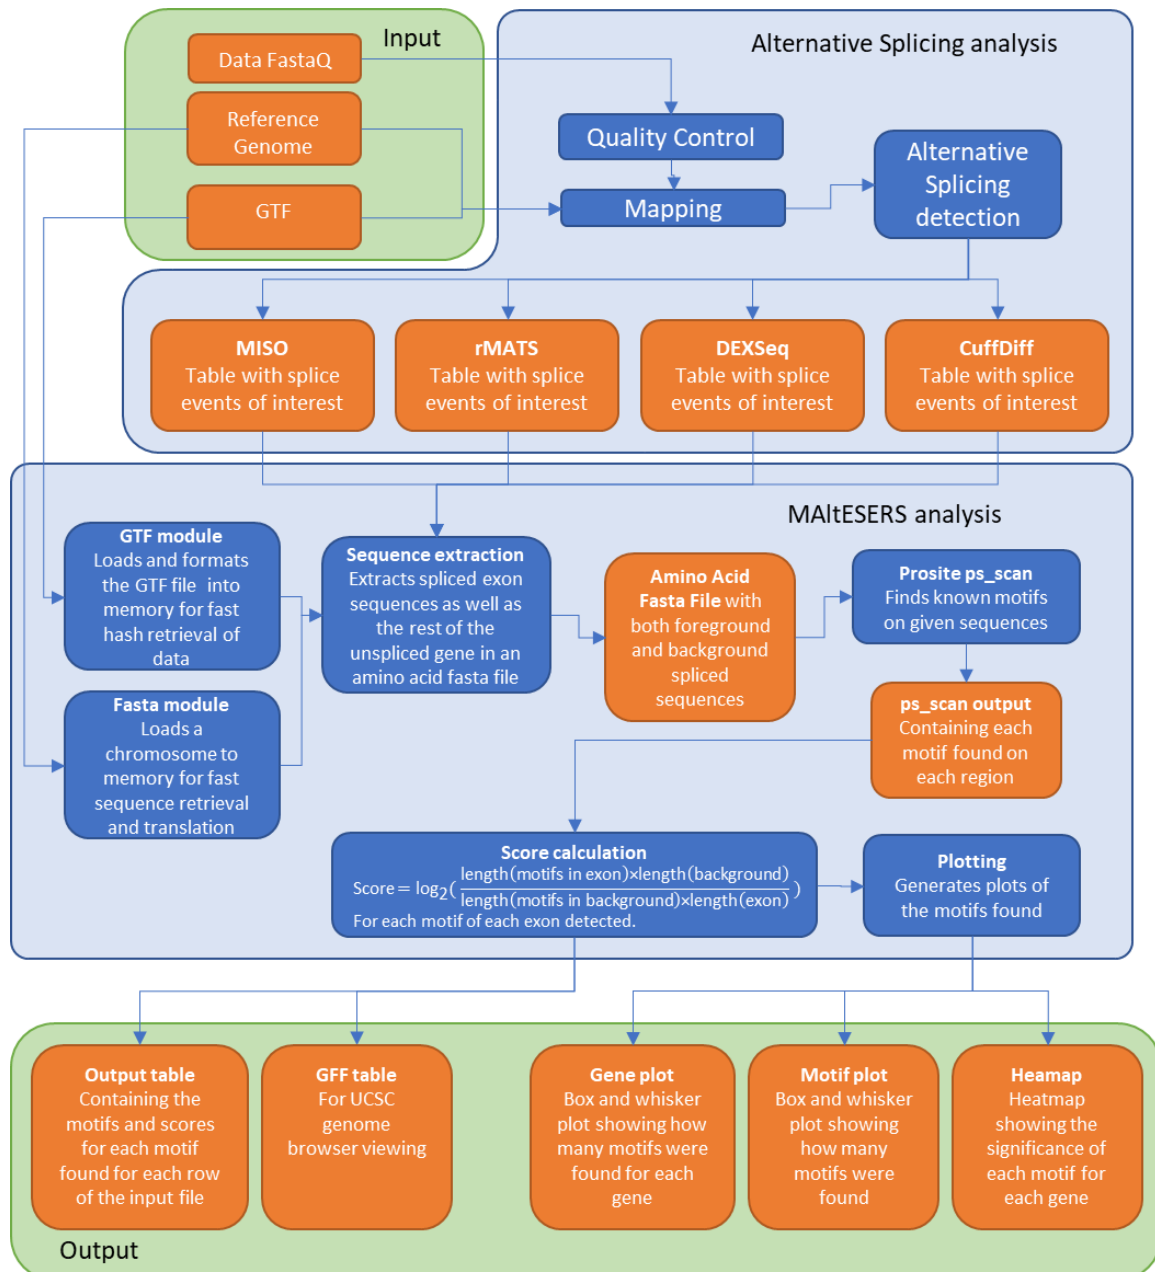 Input
Data FastaQ
Reference
Genome
GTF
Alternative Splicing analysis
Quality Control
Mapping
Alternative
Splicing
detection
MISO
Table with splice
events of interest
rMATS
Table with splice
events of interest
DEXSeq
Table with splice
events of interest
CuffDiff
Table with splice
events of interest
MAltESERS analysis
GTF module
Loads and formats
the GTF file into
memory for fast
hash retrieval of
data
Fasta module
Loads a
chromosome to
memory for fast
sequence retrieval
and translation
Sequence extraction
Extracts spliced exon
sequences as well as
the rest of the
unspliced gene in an
amino acid fasta file
Amino Acid
Fasta File with
both foreground
and background
spliced
sequences
Prosite ps_scan
Finds known motifs
on given sequences
ps_scan output
Containing each
motif found on
each region
Score calculation
Score = log₂(length(motifs in exon)×length(background)/length(motifs in background)×length(exon))
For each motif of each exon detected.
Plotting
Generates plots of
the motifs found
Output table
Containing the
motifs and scores
for each motif
found for each row
of the input file
GFF table
For UCSC
genome
browser viewing
Gene plot
Box and whisker
plot showing how
many motifs were
found for each
gene
Motif plot
Box and whisker
plot showing
how many
motifs were
found
Heamap
Heatmap
showing the
significance of
each motif for
each gene
Output